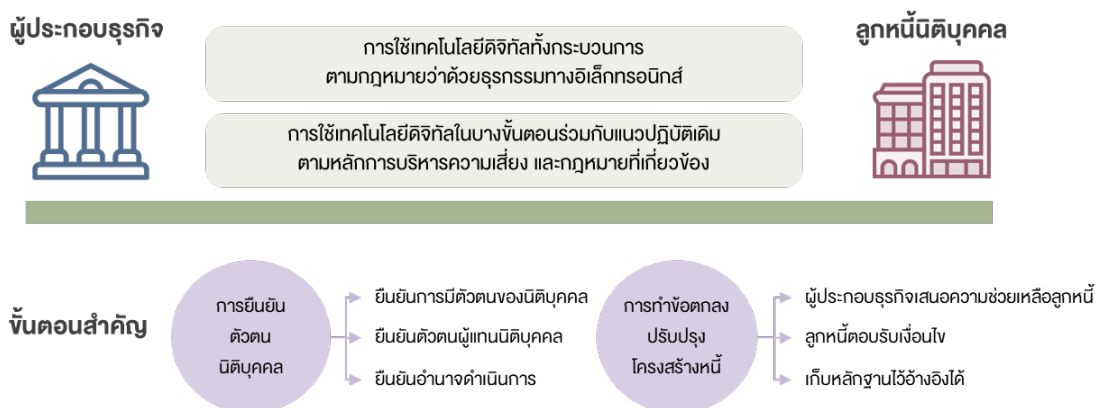 ผู้ประกอบธุรกิจ
การใช้เทคโนโลยีดิจิทัลทั้งกระบวนการ
ตามกฎหมายว่าด้วยธุรกรรมทางอิเล็กทรอนิกส์
ลูกหนี้นิติบุคคล
การใช้เทคโนโลยีดิจิทัลในบางขั้นตอนร่วมกับแนวปฏิบัติเดิม
ตามหลักการบริหารความเสี่ยง และกฎหมายที่เกี่ยวข้อง
ขั้นตอนสำคัญ
การยืนยัน
ตัวตน
นิติบุคคล
ยืนยันการมีตัวตนของนิติบุคคล
ยืนยันตัวตนผู้แทนนิติบุคคล
ยืนยันอำนาจดำเนินการ
การทำข้อตกลง
ปรับปรุง
โครงสร้างหนี้
ผู้ประกอบธุรกิจเสนอความช่วยเหลือลูกหนี้
ลูกหนี้ตอบรับเงื่อนไข
เก็บหลักฐานไว้อ้างอิงได้